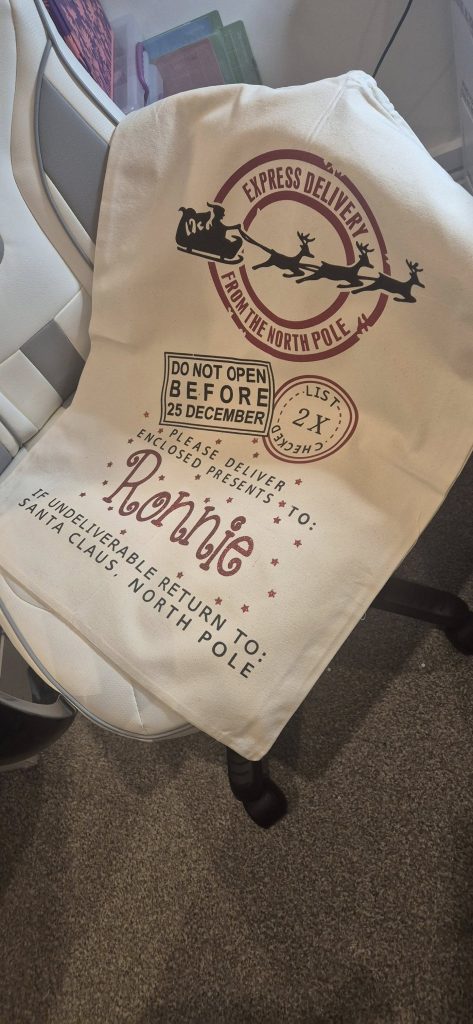 EXPRESS DELIVERY
FROM THE NORTH POLE
DO NOT OPEN
BEFORE
25 DECEMBER
LIST
2X
CHECKED
PLEASE DELIVER
ENCLOSED PRESENTS TO:
Ronnie
IF UNDELIVERABLE RETURN TO:
SANTA CLAUS, NORTH POLE